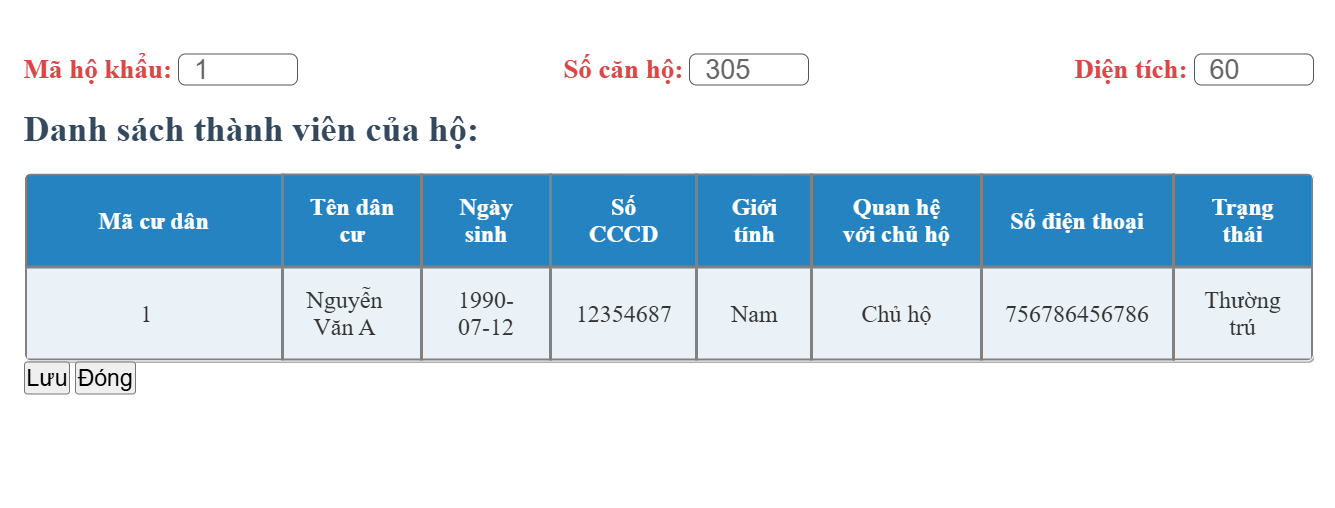 Mã hộ khẩu: 1 Số căn hộ: 305 Diện tích: 60
Danh sách thành viên của hộ:
Mã cư dân
Tên dân
cư
Ngày
sinh
Số
CCCD
Giới
tính
Quan hệ
với chủ hộ
Số điện thoại
Trạng
thái
1
Nguyễn
Văn A
1990-
07-12
12354687
Nam
Chủ hộ
756786456786
Thường
trú
Lưu Đóng